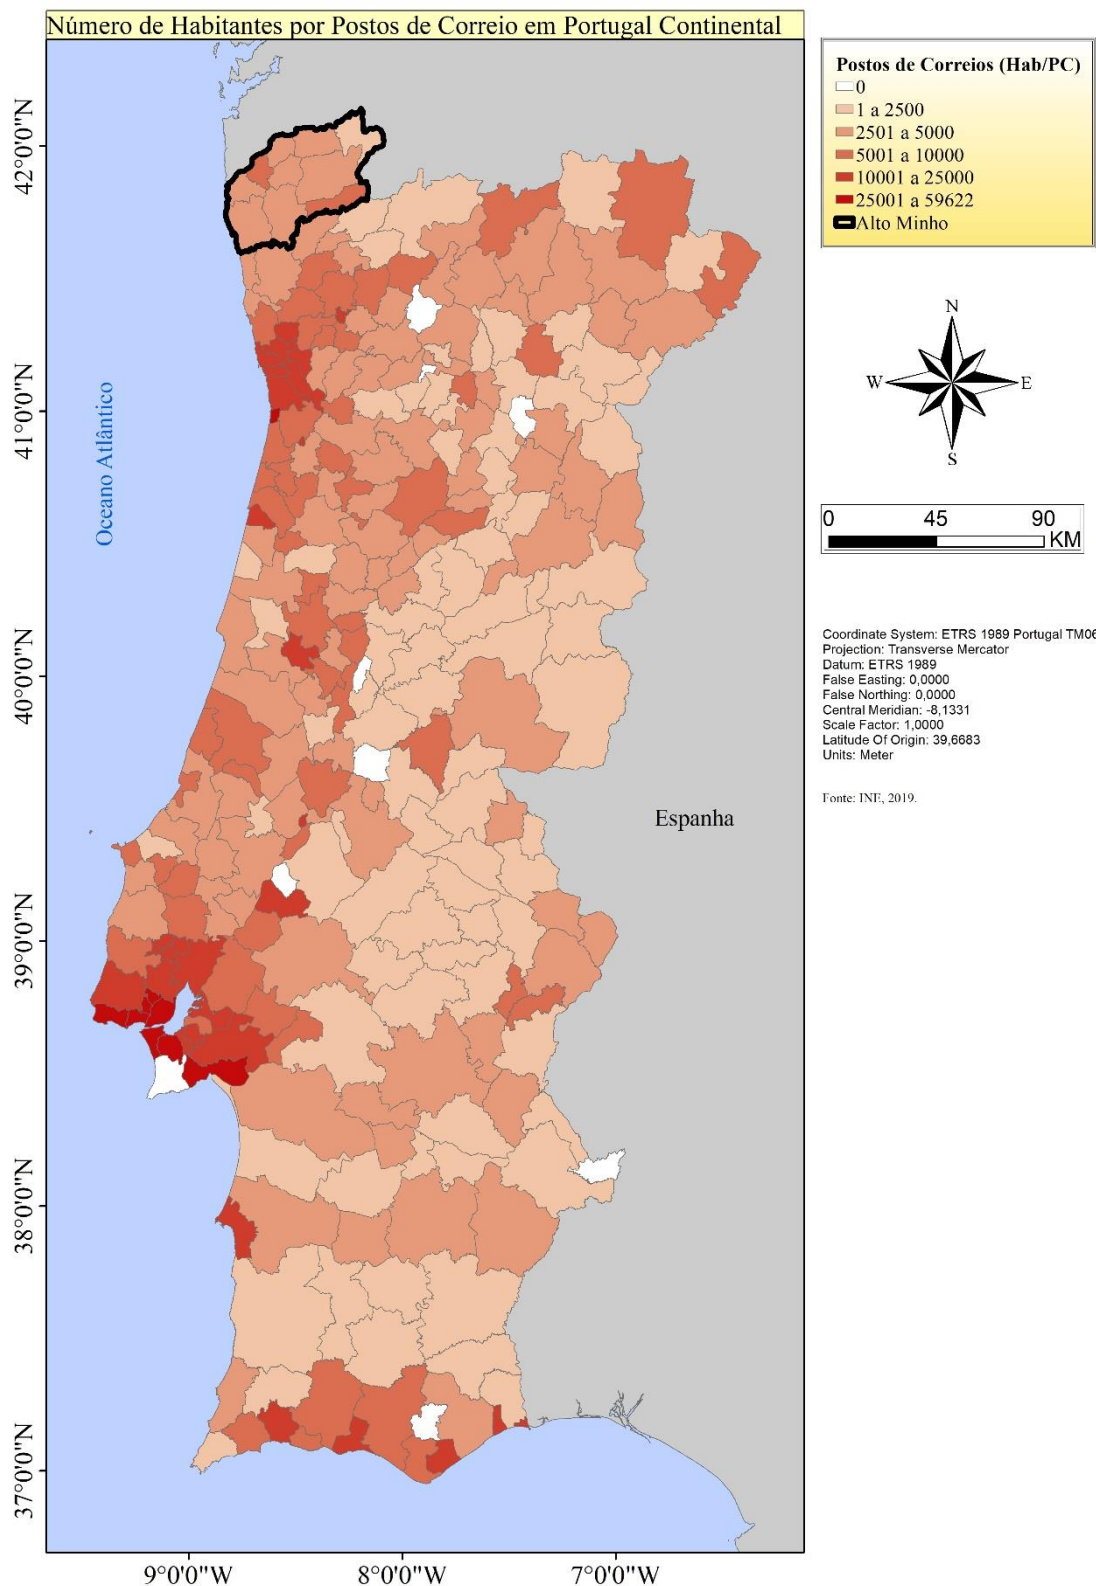 Número de Habitantes por Postos de Correio em Portugal Continental
Postos de Correios (Hab/PC)
0
1 a 2500
2501 a 5000
5001 a 10000
10001 a 25000
25001 a 59622
Alto Minho
42°0'0"N
41°0'0"N
40°0'0"N
39°0'0"N
38°0'0"N
37°0'0"N
Oceano Atlântico
Espanha
N
W
E
S
0 45 90
KM
Coordinate System: ETRS 1989 Portugal TM06
Projection: Transverse Mercator
Datum: ETRS 1989
False Easting: 0,0000
False Northing: 0,0000
Central Meridian: -8,1331
Scale Factor: 1,0000
Latitude Of Origin: 39,6683
Units: Meter
Fonte: INE, 2019.
9°0'0"W 8°0'0"W 7°0'0"W